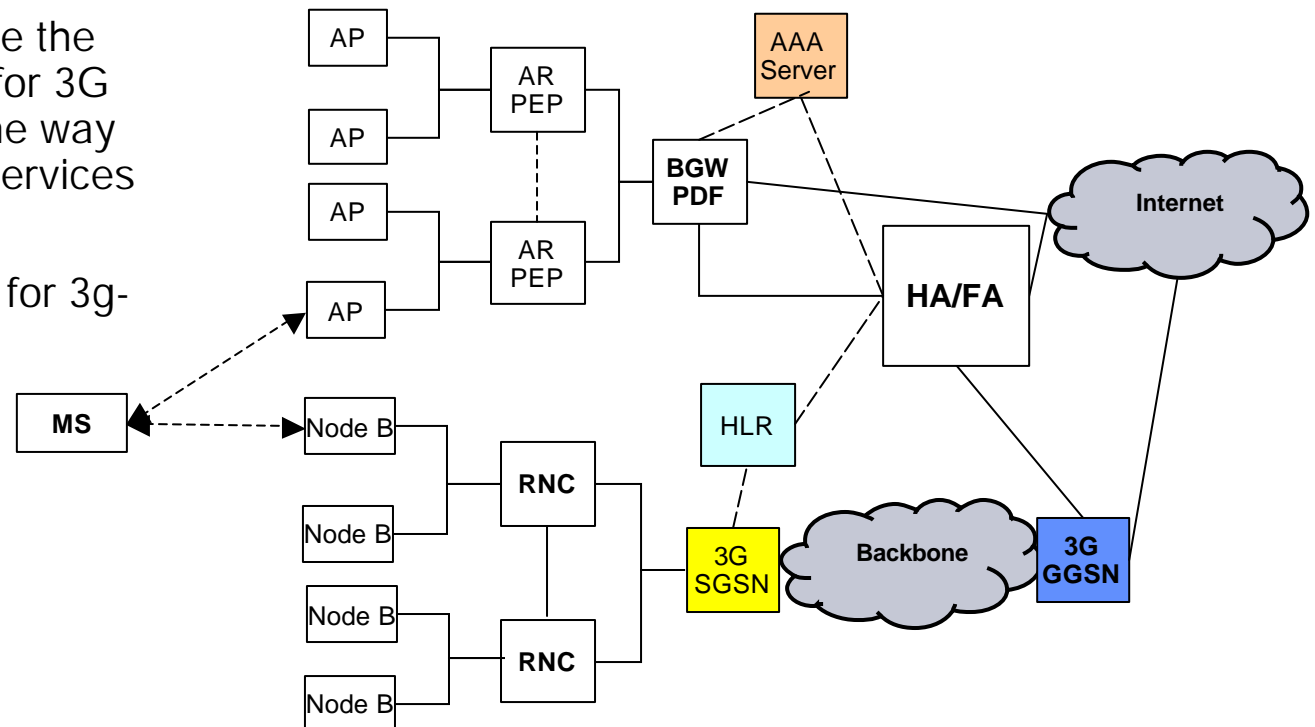 e the
for 3G
ne way
services
for 3g-
AP
AP
AP
AP
AR
PEP
AR
PEP
AAA
Server
BGW
PDF
Internet
HA/FA
MS
Node B
Node B
Node B
Node B
RNC
RNC
HLR
3G
SGSN
Backbone
3G
GGSN